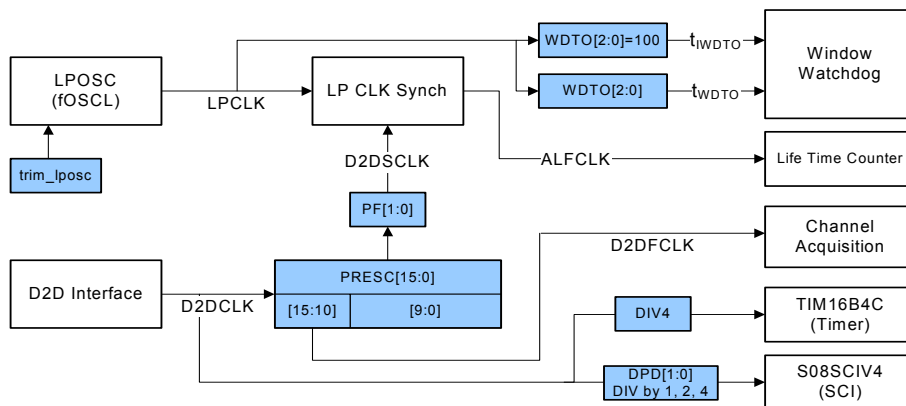 WDTO[2:0]=100
tIWDTO
Window
Watchdog
LPOSC
(fOSCL)
LPCLK
LP CLK Synch
WDTO[2:0]
tWDTO
trim_lposc
D2DSCLK
ALFCLK
Life Time Counter
PF[1:0]
Channel
Acquisition
D2DFCLK
D2D Interface
D2DCLK
PRESC[15:0]
[15:10]
[9:0]
DIV4
TIM16B4C
(Timer)
DPD[1:0]
DIV by 1, 2, 4
S08SCIV4
(SCI)